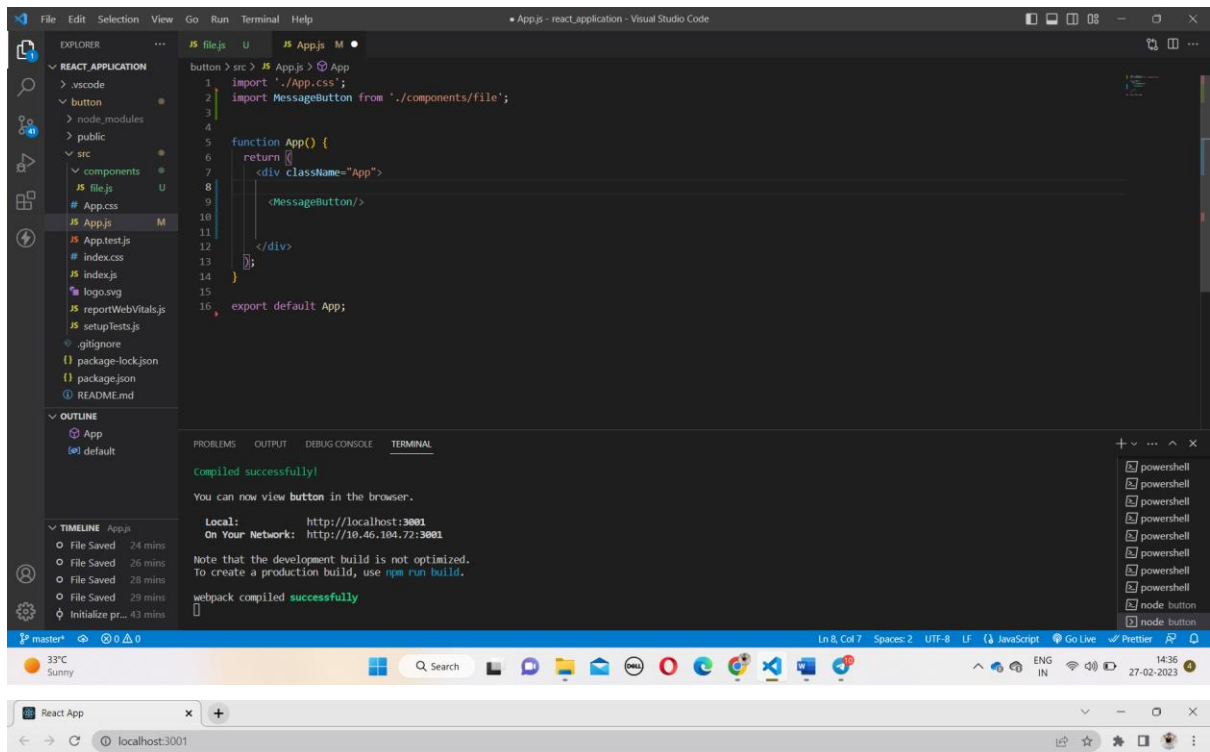 File Edit Selection View Go Run Terminal Help
● App.js - react_application - Visual Studio Code
EXPLORER ...
REACT_APPLICATION
.vscode
button
node_modules
public
src
components
JS file.js U
# App.css
JS App.js M
JS App.test.js
# index.css
JS index.js
logo.svg
JS reportWebVitals.js
JS setupTests.js
.gitignore
{} package-lock.json
{} package.json
README.md
OUTLINE
App
default
TIMELINE App.js
File Saved 24 mins
File Saved 26 mins
File Saved 28 mins
File Saved 29 mins
Initialize pr... 43 mins
JS file.js U JS App.js M ●
button > src > JS App.js > App
1 import './App.css';
2 import MessageButton from './components/file';
3
4
5 function App() {
6 return (
7 <div className="App">
8
9 <MessageButton/>
10
11
12 </div>
13 );
14 }
15
16 export default App;
PROBLEMS OUTPUT DEBUG CONSOLE TERMINAL
Compiled successfully!
You can now view button in the browser.
Local: http://localhost:3001
On Your Network: http://10.46.104.72:3001
Note that the development build is not optimized.
To create a production build, use npm run build.
webpack compiled successfully
powershell
powershell
powershell
powershell
powershell
powershell
powershell
powershell
node button
node button
1
41
master* 0 0
Ln 8, Col 7 Spaces: 2 UTF-8 LF {} JavaScript Go Live Prettier
33°C
Sunny
Search
DELL
ENG
IN
14:36
27-02-2023
4
React App × +
localhost:3001